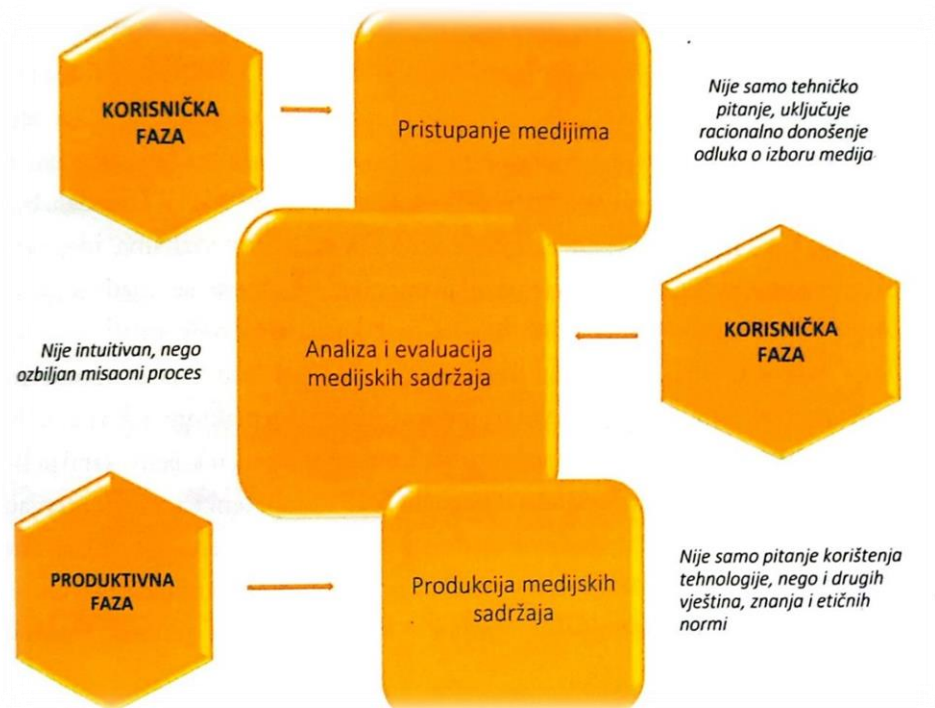 KORISNIČKA
FAZA
Pristupanje medijima
Nije samo tehničko
pitanje, uključuje
racionalno donošenje
odluka o izboru medija
Nije intuitivan, nego
ozbiljan misaoni proces
Analiza i evaluacija
medijskih sadržaja
KORISNIČKA
FAZA
PRODUKTIVNA
FAZA
Produkcija medijskih
sadržaja
Nije samo pitanje korištenja
tehnologije, nego i drugih
vještina, znanja i etičnih
normi